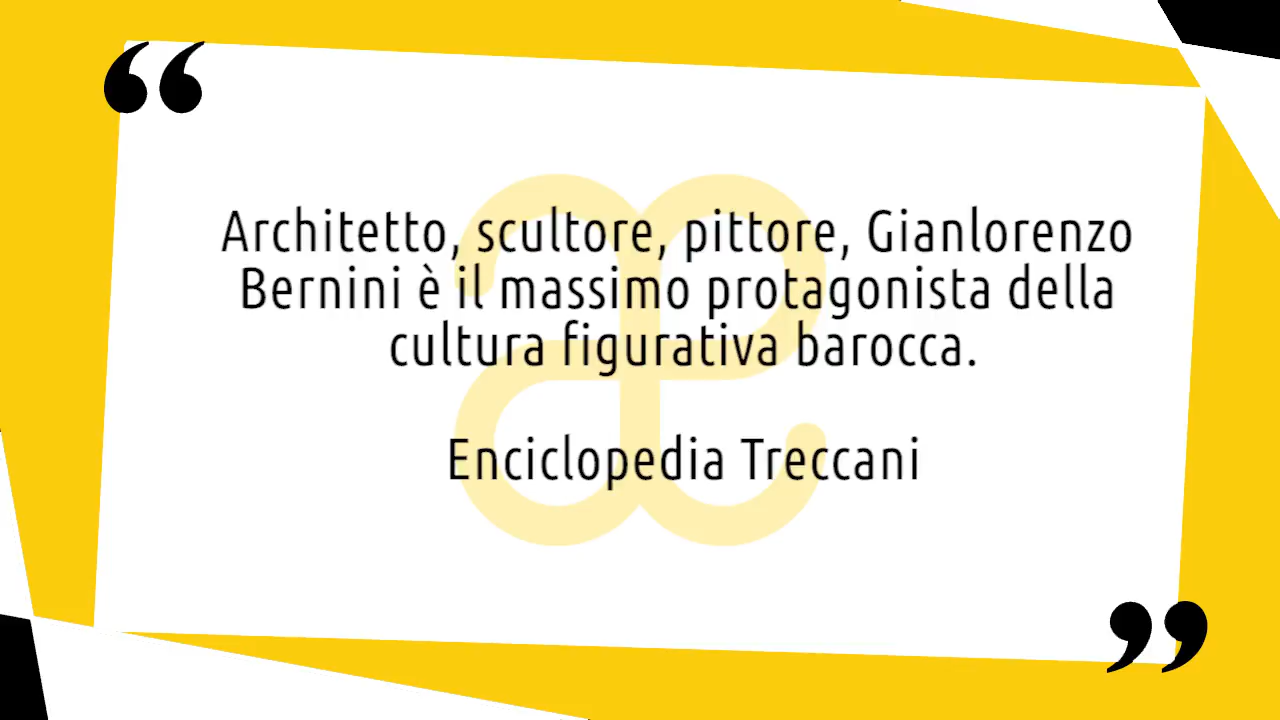 “
Architetto, scultore, pittore, Gianlorenzo
Bernini è il massimo protagonista della
cultura figurativa barocca.
Enciclopedia Treccani
”